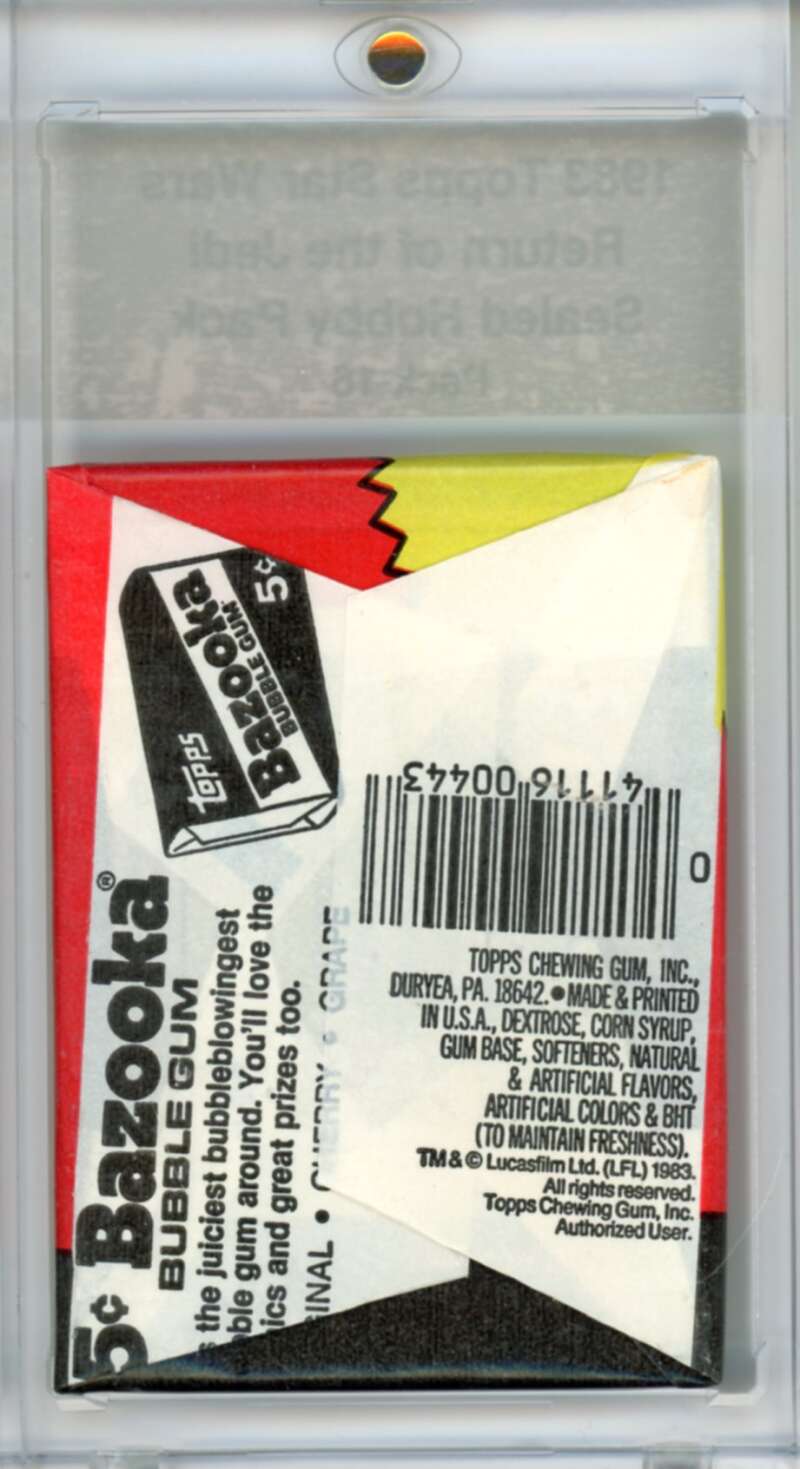 1983 Topps Star Wars
Return of the Jedi
Sealed Hobby Pack
Pack 16
TOPPS
Bazooka
BUBBLE GUM
5¢
5¢ Bazooka®
BUBBLE GUM
the juiciest bubbleblowingest
ble gum around. You'll love the
ics and great prizes too.
INAL • CHERRY • GRAPE
0
41116 00443
TOPPS CHEWING GUM, INC.,
DURYEA, PA. 18642. • MADE & PRINTED
IN U.S.A., DEXTROSE, CORN SYRUP,
GUM BASE, SOFTENERS, NATURAL
& ARTIFICIAL FLAVORS,
ARTIFICIAL COLORS & BHT
(TO MAINTAIN FRESHNESS).
TM & © Lucasfilm Ltd. (LFL) 1983.
All rights reserved.
Topps Chewing Gum, Inc.
Authorized User.